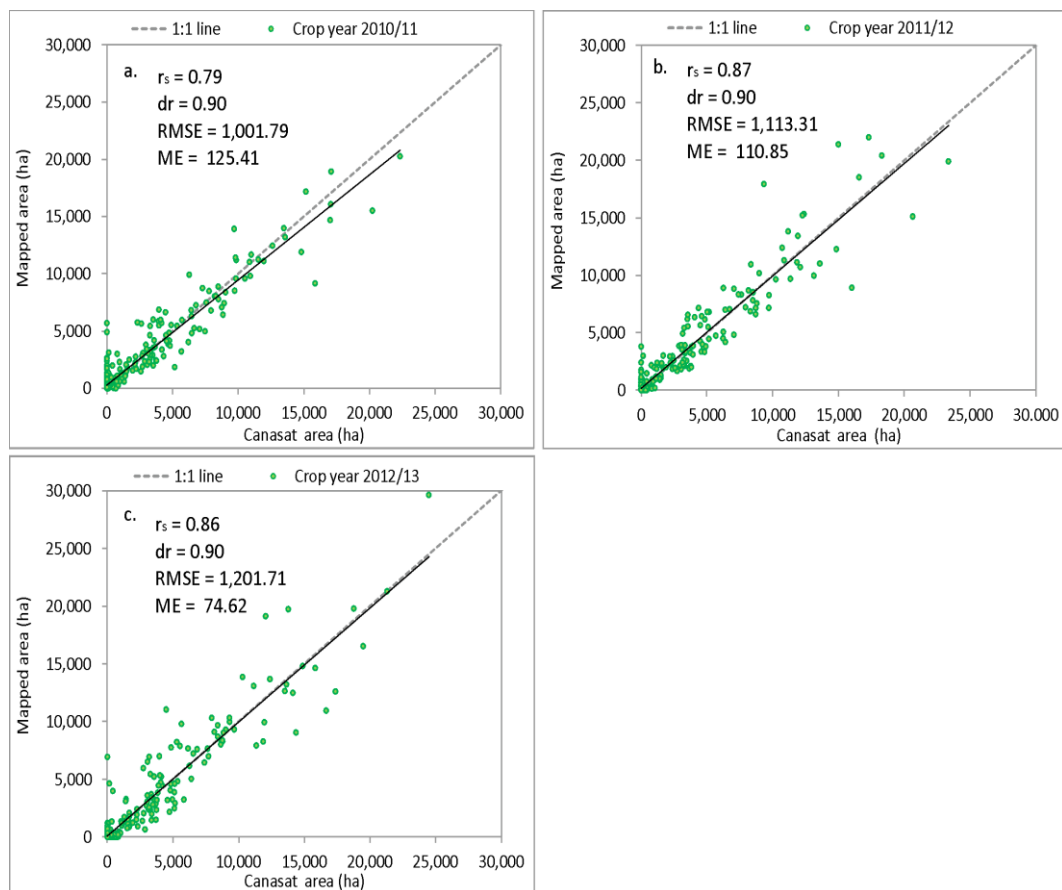 1:1 line Crop year 2010/11
a.
rs = 0.79
dr = 0.90
RMSE = 1,001.79
ME = 125.41
Mapped area (ha)
30,000
25,000
20,000
15,000
10,000
5,000
0
0 5,000 10,000 15,000 20,000 25,000 30,000
Canasat area (ha)
1:1 line Crop year 2011/12
b.
rs = 0.87
dr = 0.90
RMSE = 1,113.31
ME = 110.85
Mapped area (ha)
30,000
25,000
20,000
15,000
10,000
5,000
0
0 5,000 10,000 15,000 20,000 25,000 30.000
Canasat area (ha)
1:1 line Crop year 2012/13
c.
rs = 0.86
dr = 0.90
RMSE = 1,201.71
ME = 74.62
Mapped area (ha)
30,000
25,000
20,000
15,000
10,000
5,000
0
0 5,000 10,000 15,000 20,000 25,000 30,000
Canasat area (ha)